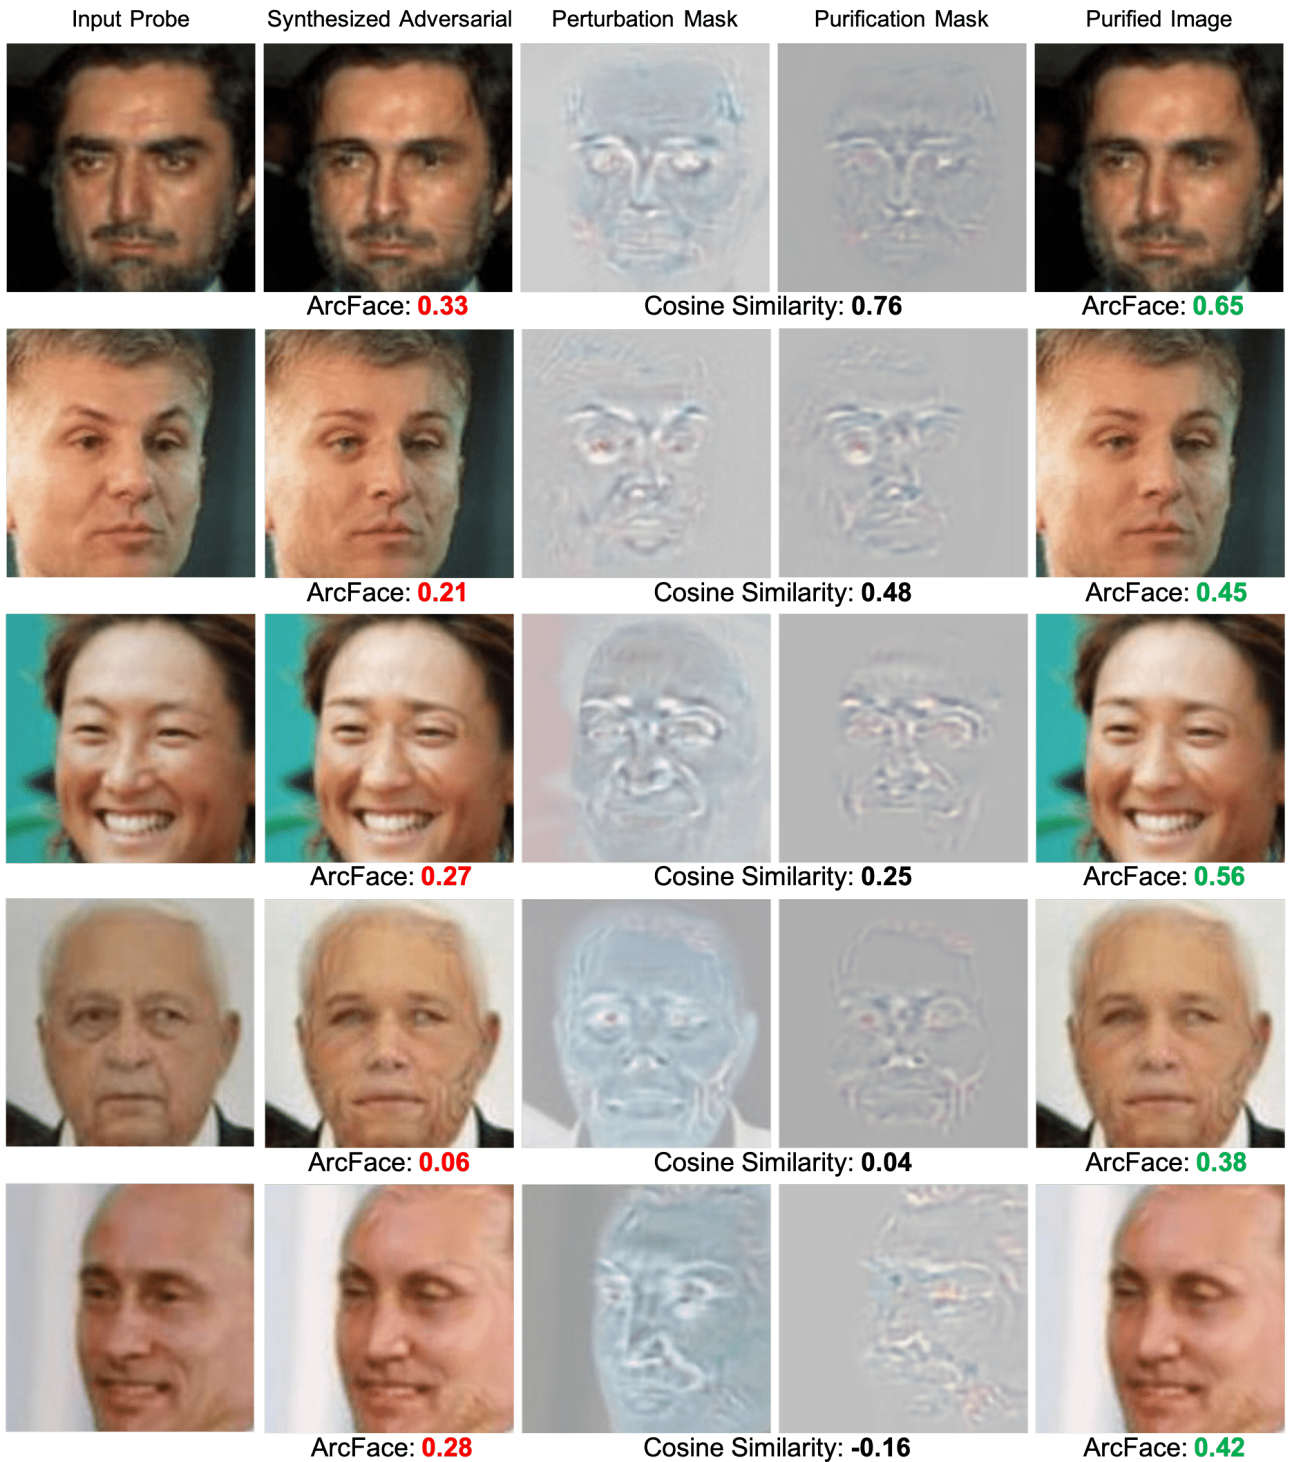 Input Probe Synthesized Adversarial Perturbation Mask Purification Mask Purified Image
ArcFace: 0.33 Cosine Similarity: 0.76 ArcFace: 0.65
ArcFace: 0.21 Cosine Similarity: 0.48 ArcFace: 0.45
ArcFace: 0.27 Cosine Similarity: 0.25 ArcFace: 0.56
ArcFace: 0.06 Cosine Similarity: 0.04 ArcFace: 0.38
ArcFace: 0.28 Cosine Similarity: -0.16 ArcFace: 0.42